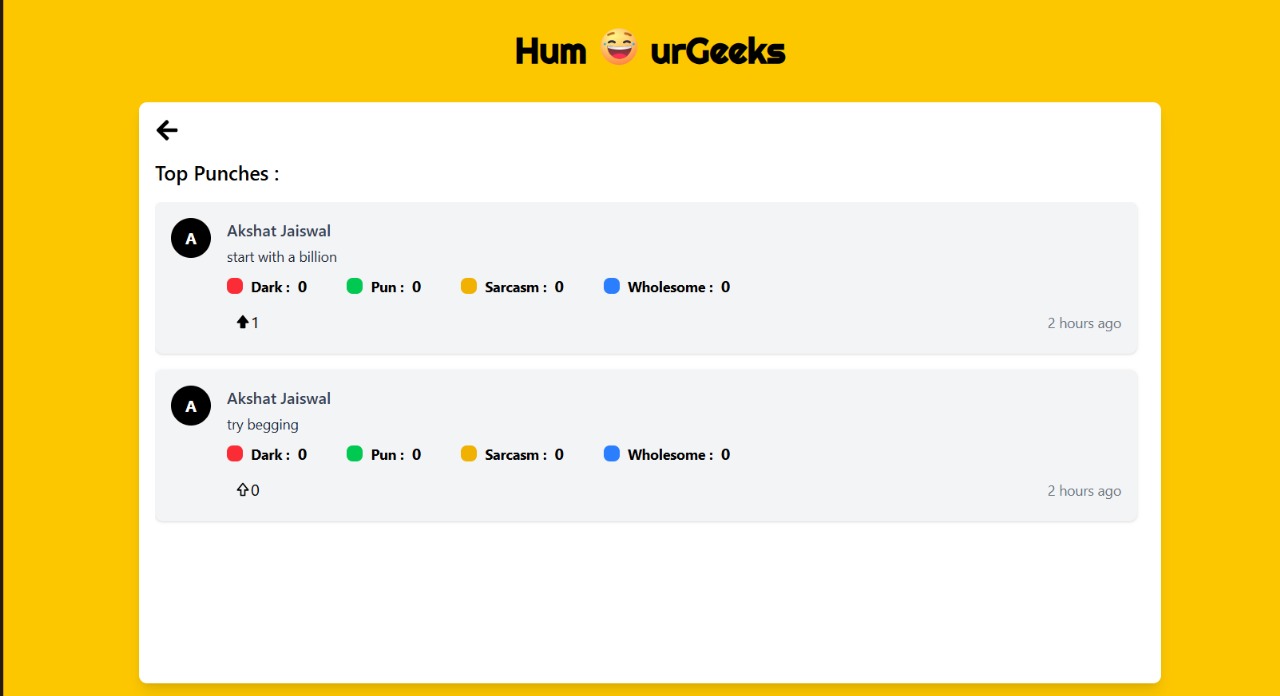 Hum 😂 urGeeks
Top Punches :
A
Akshat Jaiswal
start with a billion
Dark : 0 Pun : 0 Sarcasm : 0 Wholesome : 0
1 2 hours ago
A
Akshat Jaiswal
try begging
Dark : 0 Pun : 0 Sarcasm : 0 Wholesome : 0
0 2 hours ago